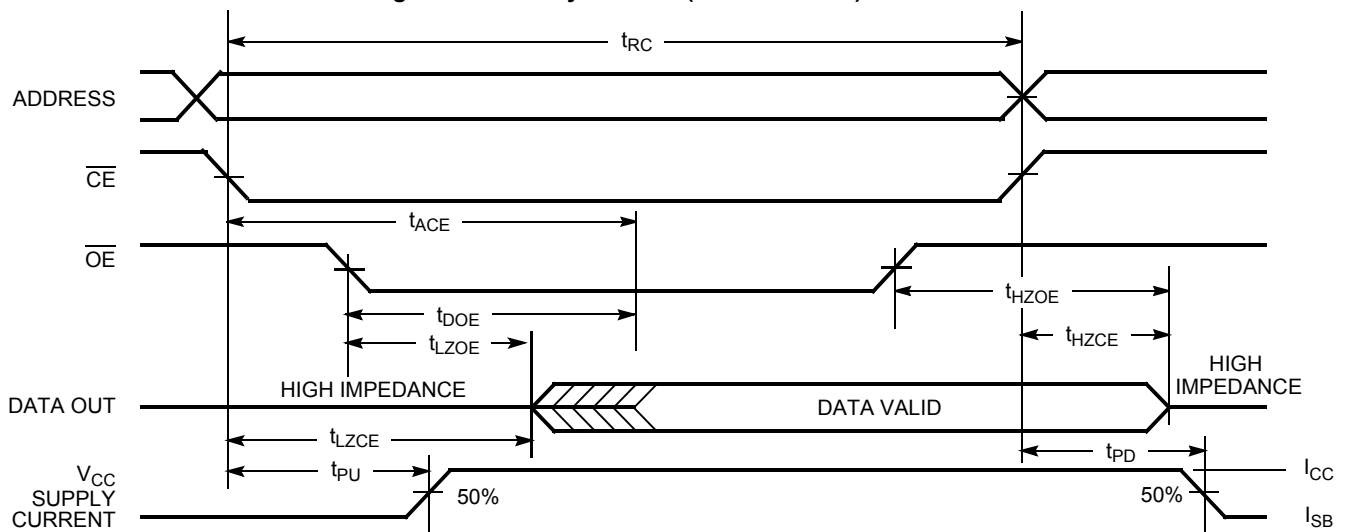 tRC
ADDRESS
CE
tACE
OE
tHZOE
tDOE
tLZOE
tHZCE
HIGH IMPEDANCE
HIGH
IMPEDANCE
DATA OUT
DATA VALID
tLZCE
tPD
tPU
VCC
SUPPLY
CURRENT
50%
50%
ICC
ISB